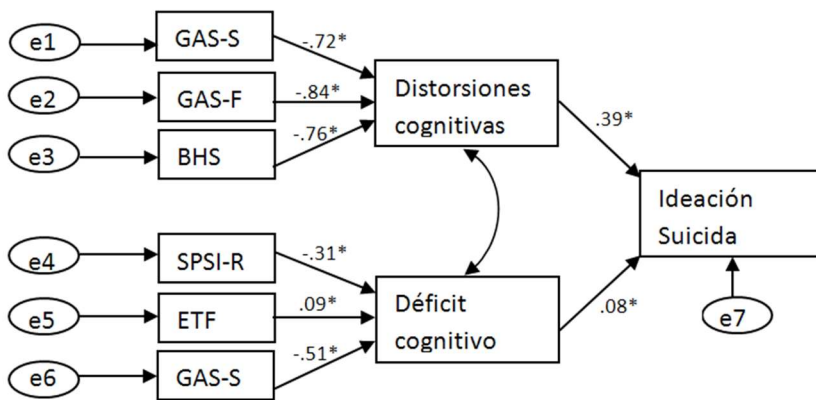 e1
GAS-S
-.72*
e2
GAS-F
-.84*
e3
BHS
-.76*
Distorsiones
cognitivas
.39*
Ideación
Suicida
e4
SPSI-R
-.31*
e5
ETF
.09*
e6
GAS-S
-.51*
Déficit
cognitivo
.08*
e7